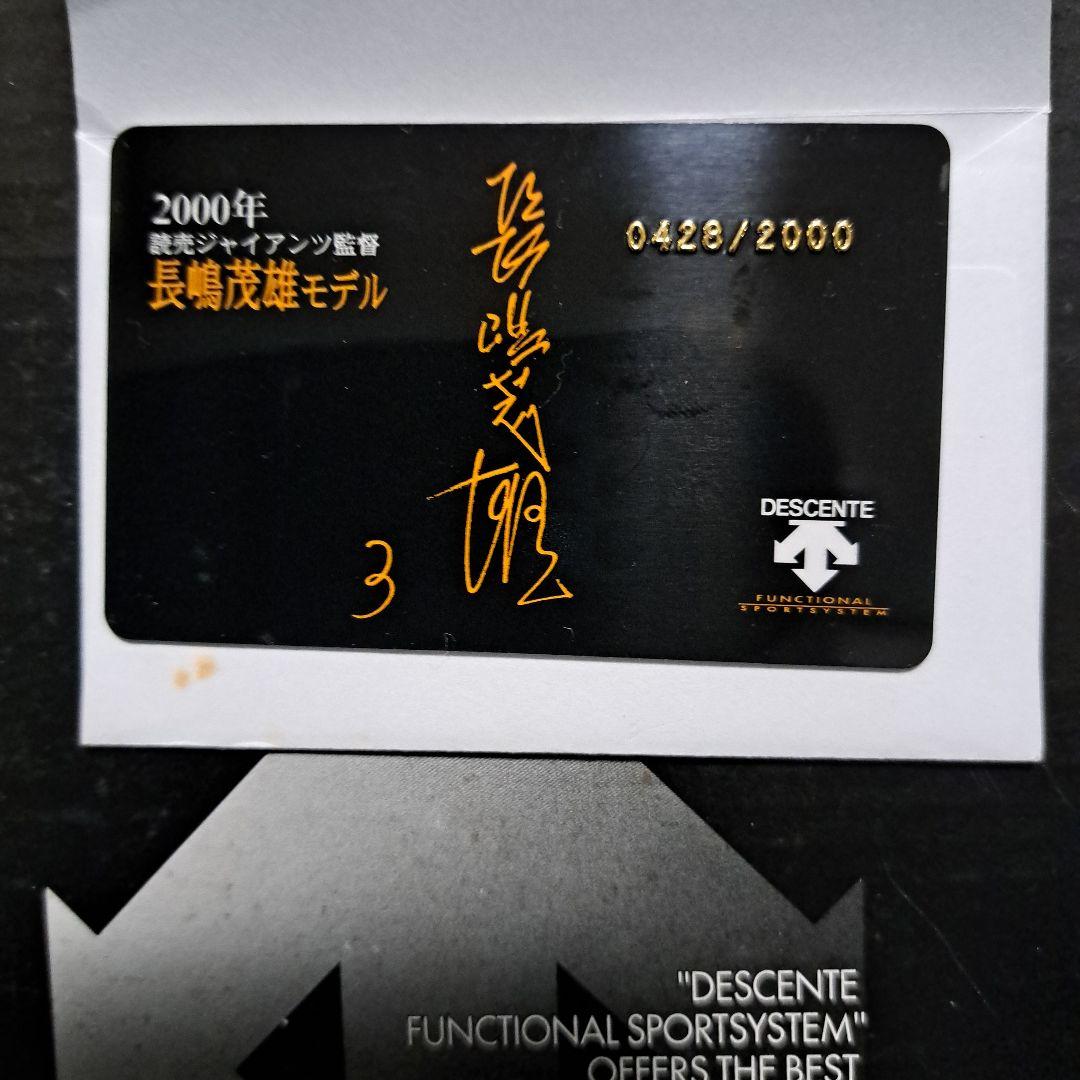 2000年
読売ジャイアンツ監督
長嶋茂雄モデル
長嶋茂雄
3
0428/2000
DESCENTE
FUNCTIONAL
SPORTSYSTEM
"DESCENTE
FUNCTIONAL SPORTSYSTEM"
OFFERS THE BEST